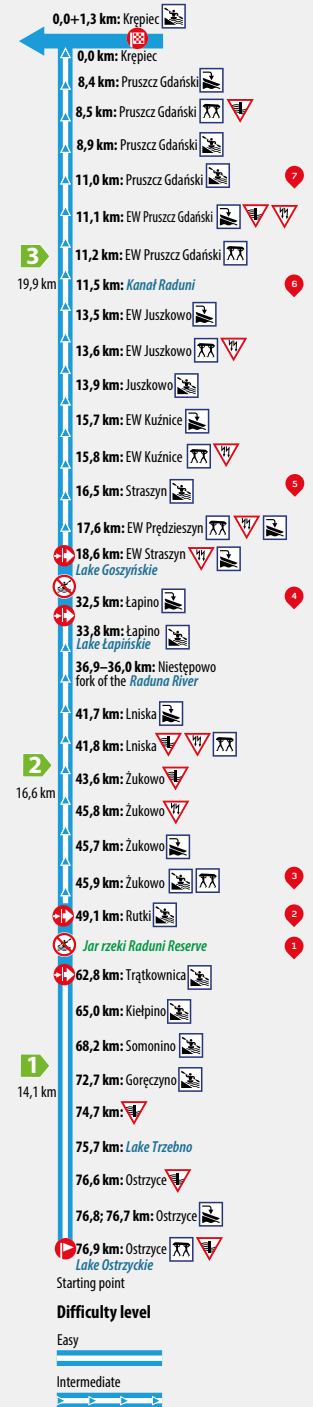 0,0+1,3 km: Krępiec
0,0 km: Krępiec
8,4 km: Pruszcz Gdański
8,5 km: Pruszcz Gdański
8,9 km: Pruszcz Gdański
11,0 km: Pruszcz Gdański
7
11,1 km: EW Pruszcz Gdański
3
11,2 km: EW Pruszcz Gdański
19,9 km
11,5 km: Kanał Raduni
6
13,5 km: EW Juszkowo
13,6 km: EW Juszkowo
13,9 km: Juszkowo
15,7 km: EW Kuźnice
15,8 km: EW Kuźnice
16,5 km: Straszyn
5
17,6 km: EW Prędzieszyn
18,6 km: EW Straszyn
Lake Goszyńskie
32,5 km: Łapino
4
33,8 km: Łapino
Lake Łapińskie
36,9–36,0 km: Niestępowo
fork of the Raduna River
41,7 km: Lniska
41,8 km: Lniska
2
16,6 km
43,6 km: Żukowo
45,8 km: Żukowo
45,7 km: Żukowo
45,9 km: Żukowo
3
49,1 km: Rutki
2
Jar rzeki Raduni Reserve
1
62,8 km: Trątkownica
65,0 km: Kiełpino
68,2 km: Somonino
1
72,7 km: Goręczyno
14,1 km
74,7 km:
75,7 km: Lake Trzebno
76,6 km: Ostrzyce
76,8; 76,7 km: Ostrzyce
76,9 km: Ostrzyce
Lake Ostrzyckie
Starting point
Difficulty level
Easy
Intermediate